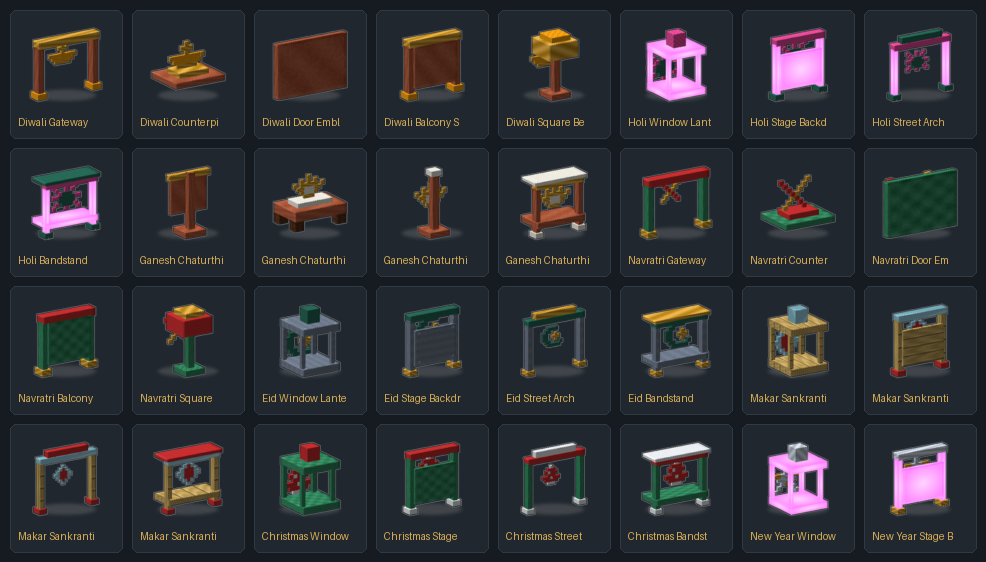 Diwali Gateway
Diwali Counterpi
Diwali Door Embl
Diwali Balcony S
Diwali Square Be
Holi Window Lant
Holi Stage Backd
Holi Street Arch
Holi Bandstand
Ganesh Chaturthi
Ganesh Chaturthi
Ganesh Chaturthi
Ganesh Chaturthi
Navratri Gateway
Navratri Counter
Navratri Door Em
Navratri Balcony
Navratri Square
Eid Window Lante
Eid Stage Backdr
Eid Street Arch
Eid Bandstand
Makar Sankranti
Makar Sankranti
Makar Sankranti
Makar Sankranti
Christmas Window
Christmas Stage
Christmas Street
Christmas Bandst
New Year Window
New Year Stage B